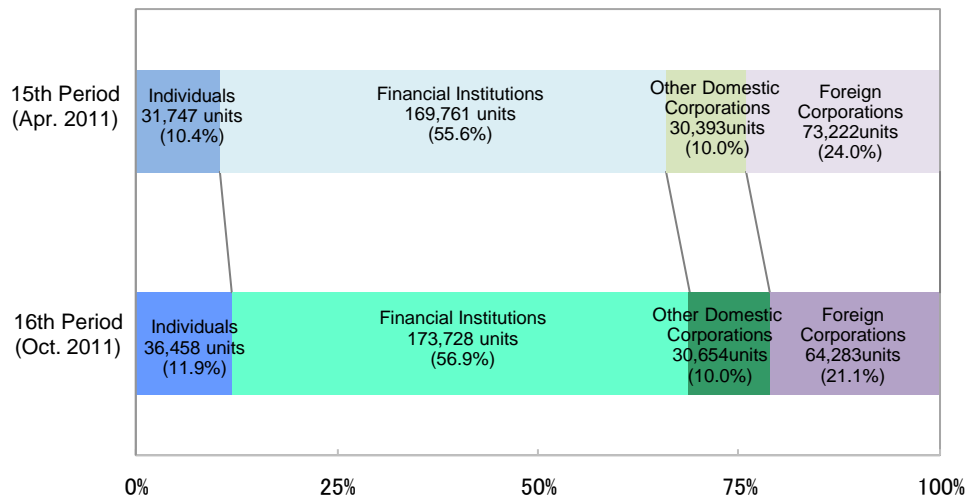 15th Period
(Apr. 2011)
Individuals
31,747 units
(10.4%)
Financial Institutions
169,761 units
(55.6%)
Other Domestic
Corporations
30,393units
(10.0%)
Foreign
Corporations
73,222units
(24.0%)
16th Period
(Oct. 2011)
Individuals
36,458 units
(11.9%)
Financial Institutions
173,728 units
(56.9%)
Other Domestic
Corporations
30,654units
(10.0%)
Foreign
Corporations
64,283units
(21.1%)
0% 25% 50% 75% 100%